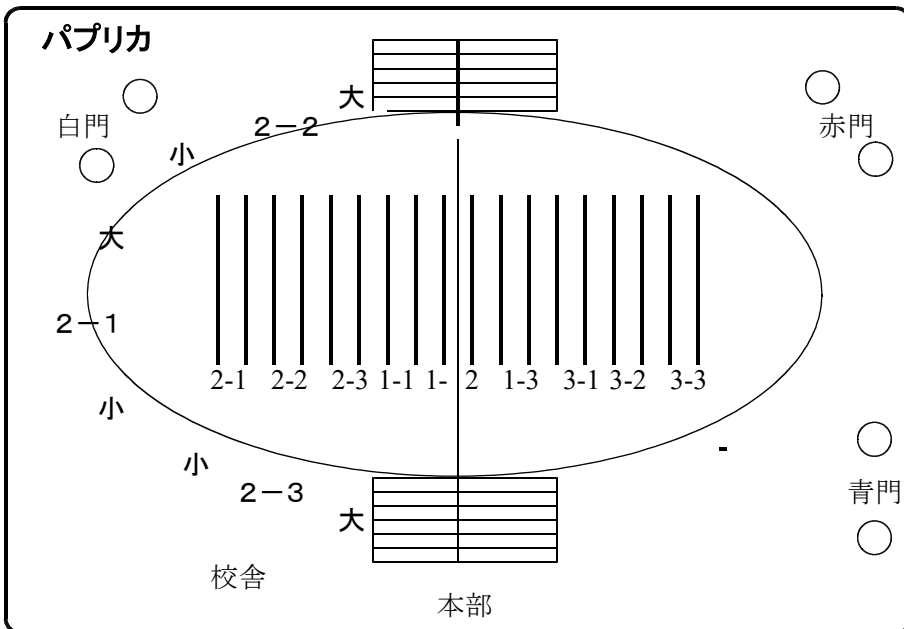 パプリカ
大
2－2
白門
赤門
小
大
2－1
2-1 2-2 2-3 1-1 1- 2 1-3 3-1 3-2 3-3
小
小
2－3
大
青門
校舎
本部